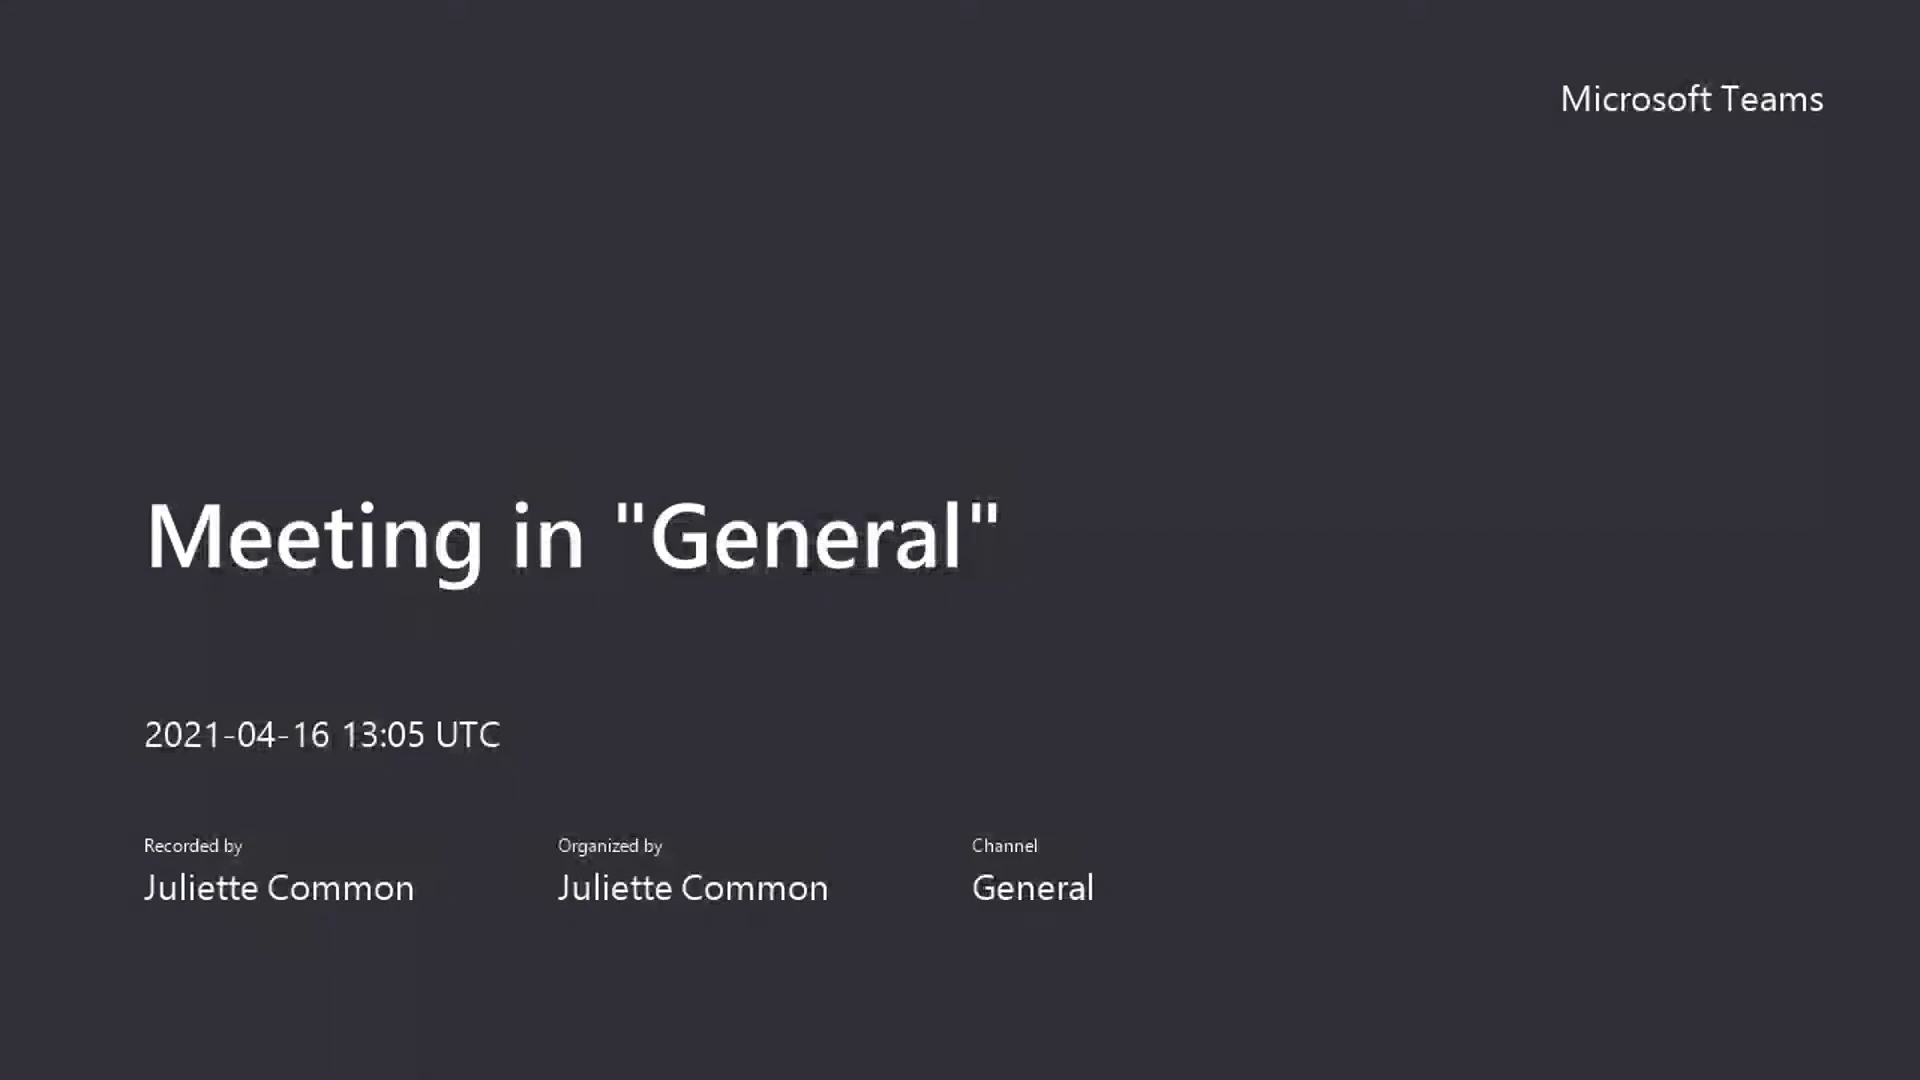 Microsoft Teams
Meeting in "General"
2021-04-16 13:05 UTC
Recorded by
Juliette Common
Organized by
Juliette Common
Channel
General